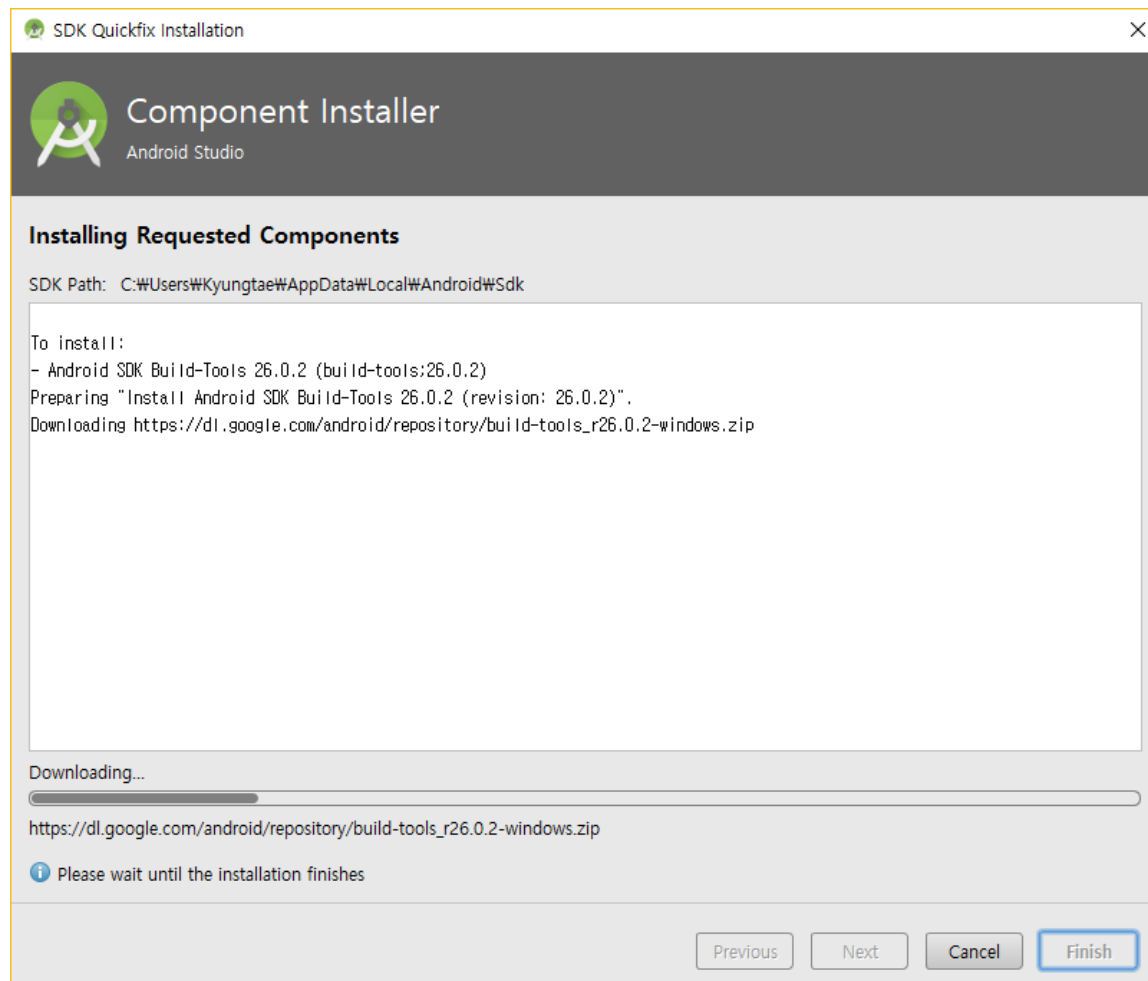 SDK Quickfix Installation
Component Installer
Android Studio
Installing Requested Components
SDK Path: C:₩Users₩Kyungtae₩AppData₩Local₩Android₩Sdk
To install:
- Android SDK Build-Tools 26.0.2 (build-tools;26.0.2)
Preparing "Install Android SDK Build-Tools 26.0.2 (revision: 26.0.2)".
Downloading https://dl.google.com/android/repository/build-tools_r26.0.2-windows.zip
Downloading...
https://dl.google.com/android/repository/build-tools_r26.0.2-windows.zip
Please wait until the installation finishes
Previous Next Cancel Finish